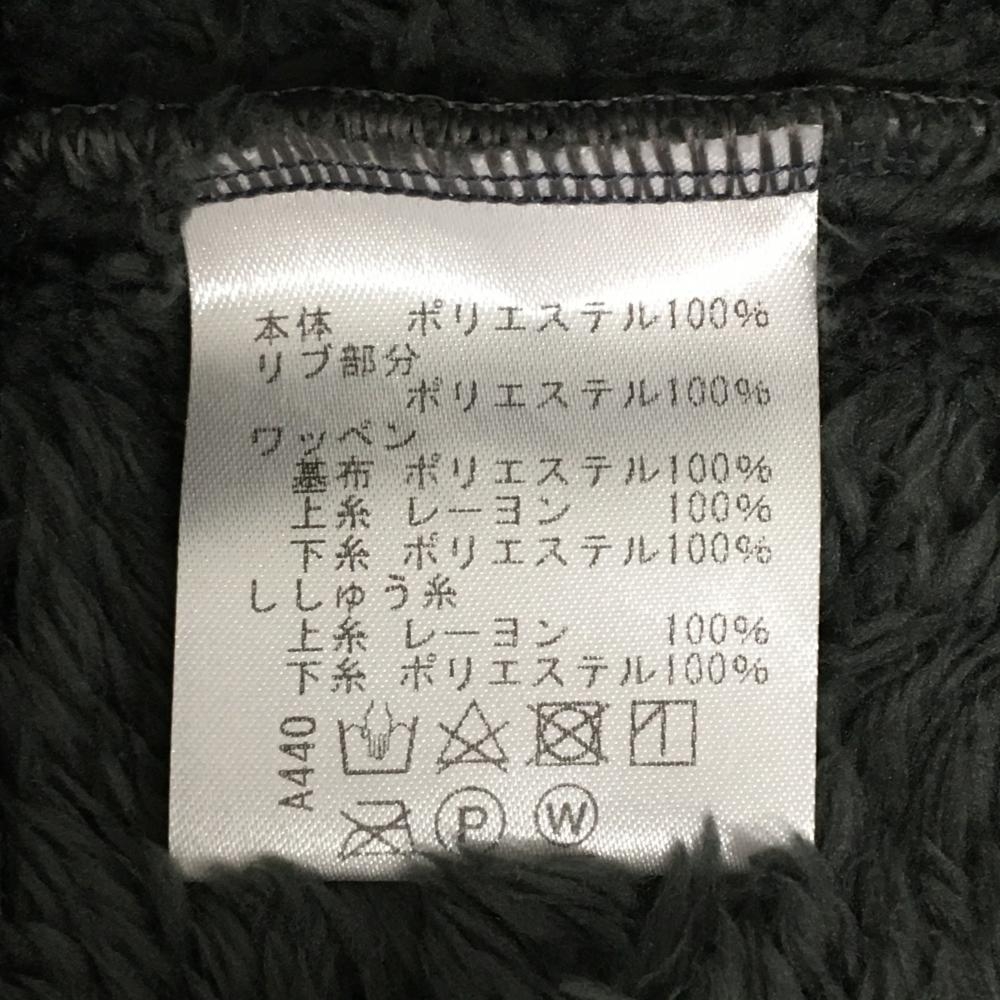 本体 ポリエステル100%
リブ部分
ポリエステル100%
ワッペン
基布 ポリエステル100%
上糸 レーヨン 100%
下糸 ポリエステル100%
ししゅう糸
上糸 レーヨン 100%
下糸 ポリエステル100%
A440
P W